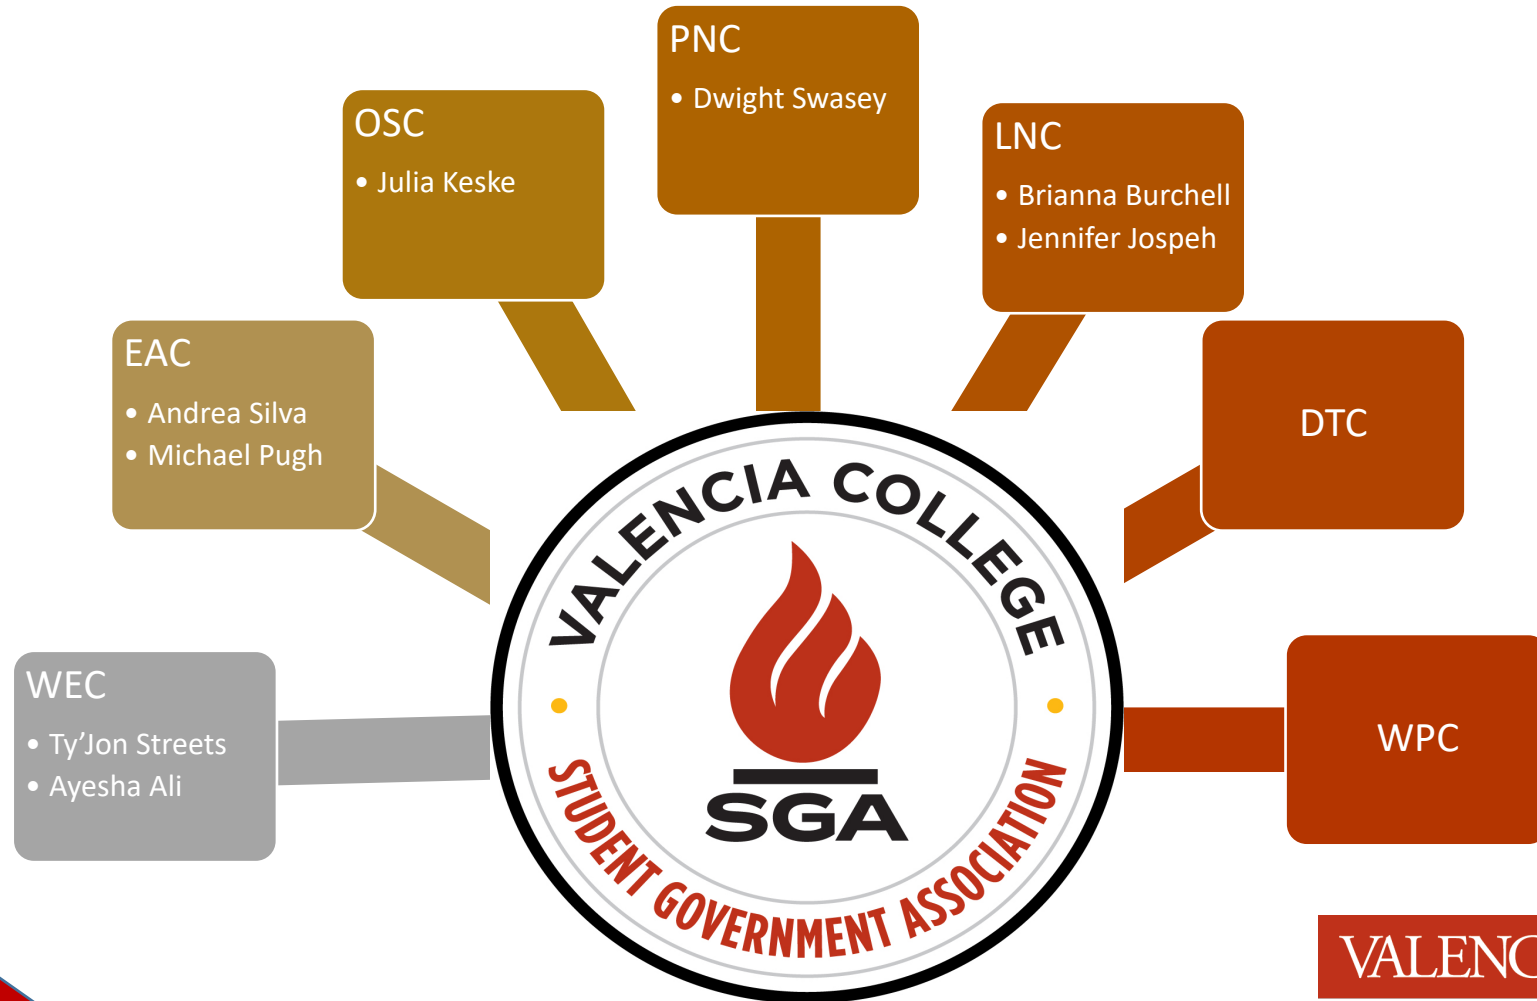 PNC
• Dwight Swasey
OSC
• Julia Keske
LNC
• Brianna Burchell
• Jennifer Jospeh
EAC
• Andrea Silva
• Michael Pugh
DTC
WEC
• Ty’Jon Streets
• Ayesha Ali
WPC
VALENCIA COLLEGE
SGA
STUDENT GOVERNMENT ASSOCIATION
VALENC